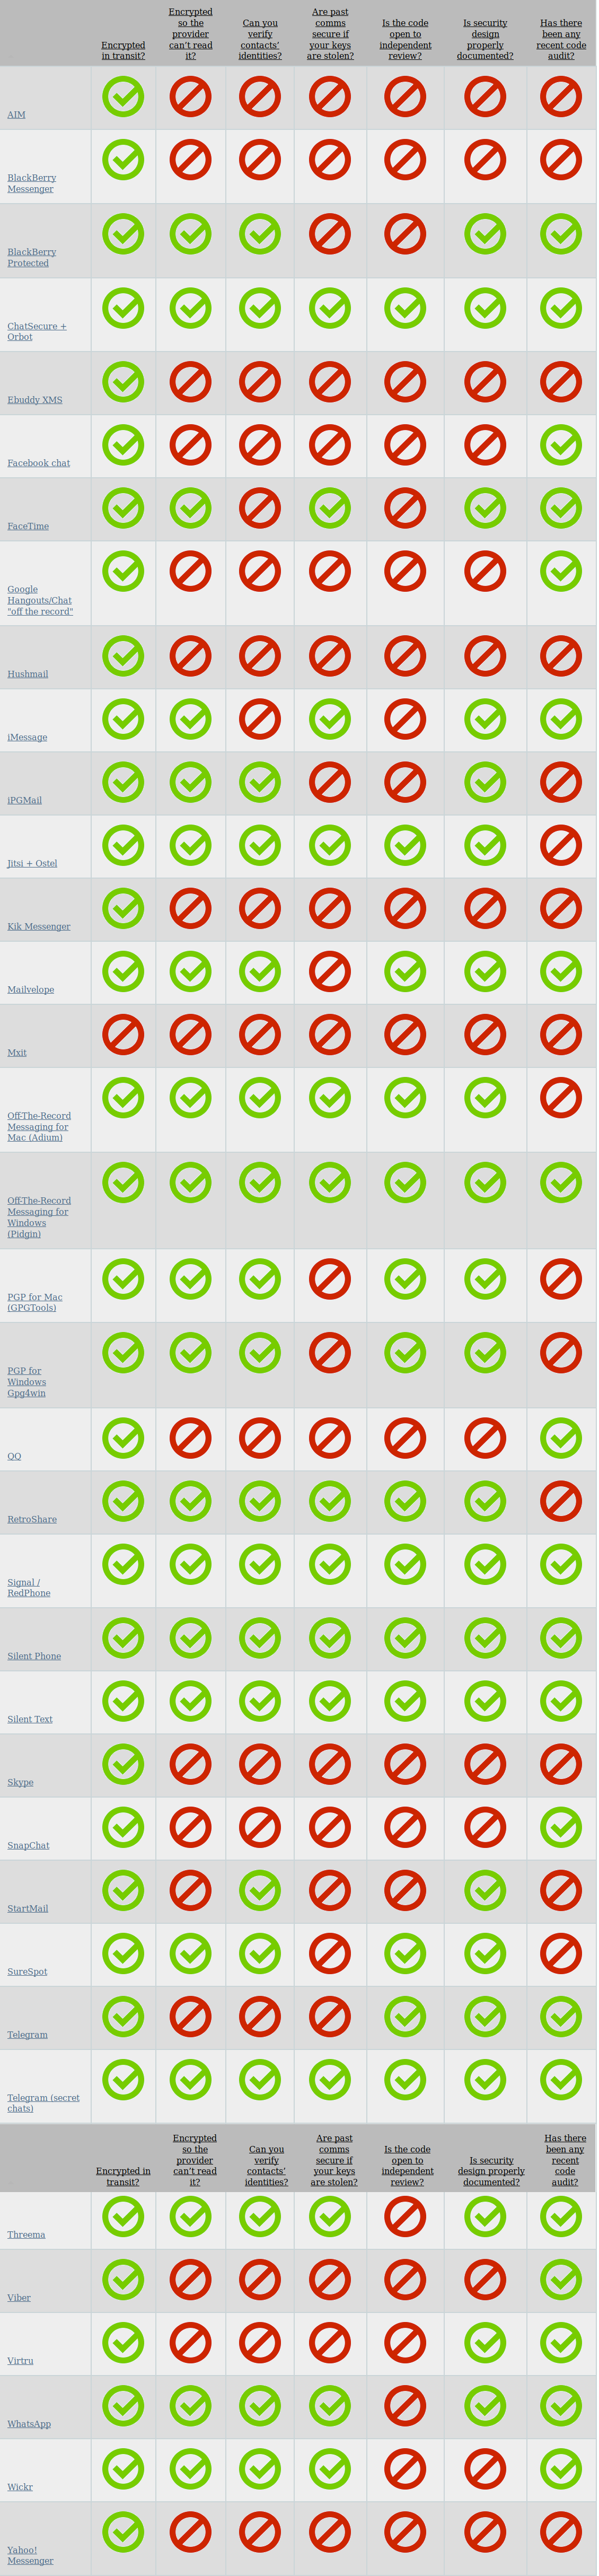 Encrypted
in transit?
Encrypted
so the
provider
can't read
it?
Can you
verify
contacts'
identities?
Are past
comms
secure if
your keys
are stolen?
Is the code
open to
independent
review?
Is security
design
properly
documented?
Has there
been any
recent code
audit?
AIM
BlackBerry
Messenger
BlackBerry
Protected
ChatSecure +
Orbot
Ebuddy XMS
Facebook chat
FaceTime
Google
Hangouts/Chat
"off the record"
Hushmail
iMessage
iPGMail
Jitsi + Ostel
Kik Messenger
Mailvelope
Mxit
Off-The-Record
Messaging for
Mac (Adium)
Off-The-Record
Messaging for
Windows
(Pidgin)
PGP for Mac
(GPGTools)
PGP for
Windows
Gpg4win
QQ
RetroShare
Signal /
RedPhone
Silent Phone
Silent Text
Skype
SnapChat
StartMail
SureSpot
Telegram
Telegram (secret
chats)
Encrypted in
transit?
Encrypted
so the
provider
can't read
it?
Can you
verify
contacts'
identities?
Are past
comms
secure if
your keys
are stolen?
Is the code
open to
independent
review?
Is security
design properly
documented?
Has there
been any
recent
code
audit?
Threema
Viber
Virtru
WhatsApp
Wickr
Yahoo!
Messenger